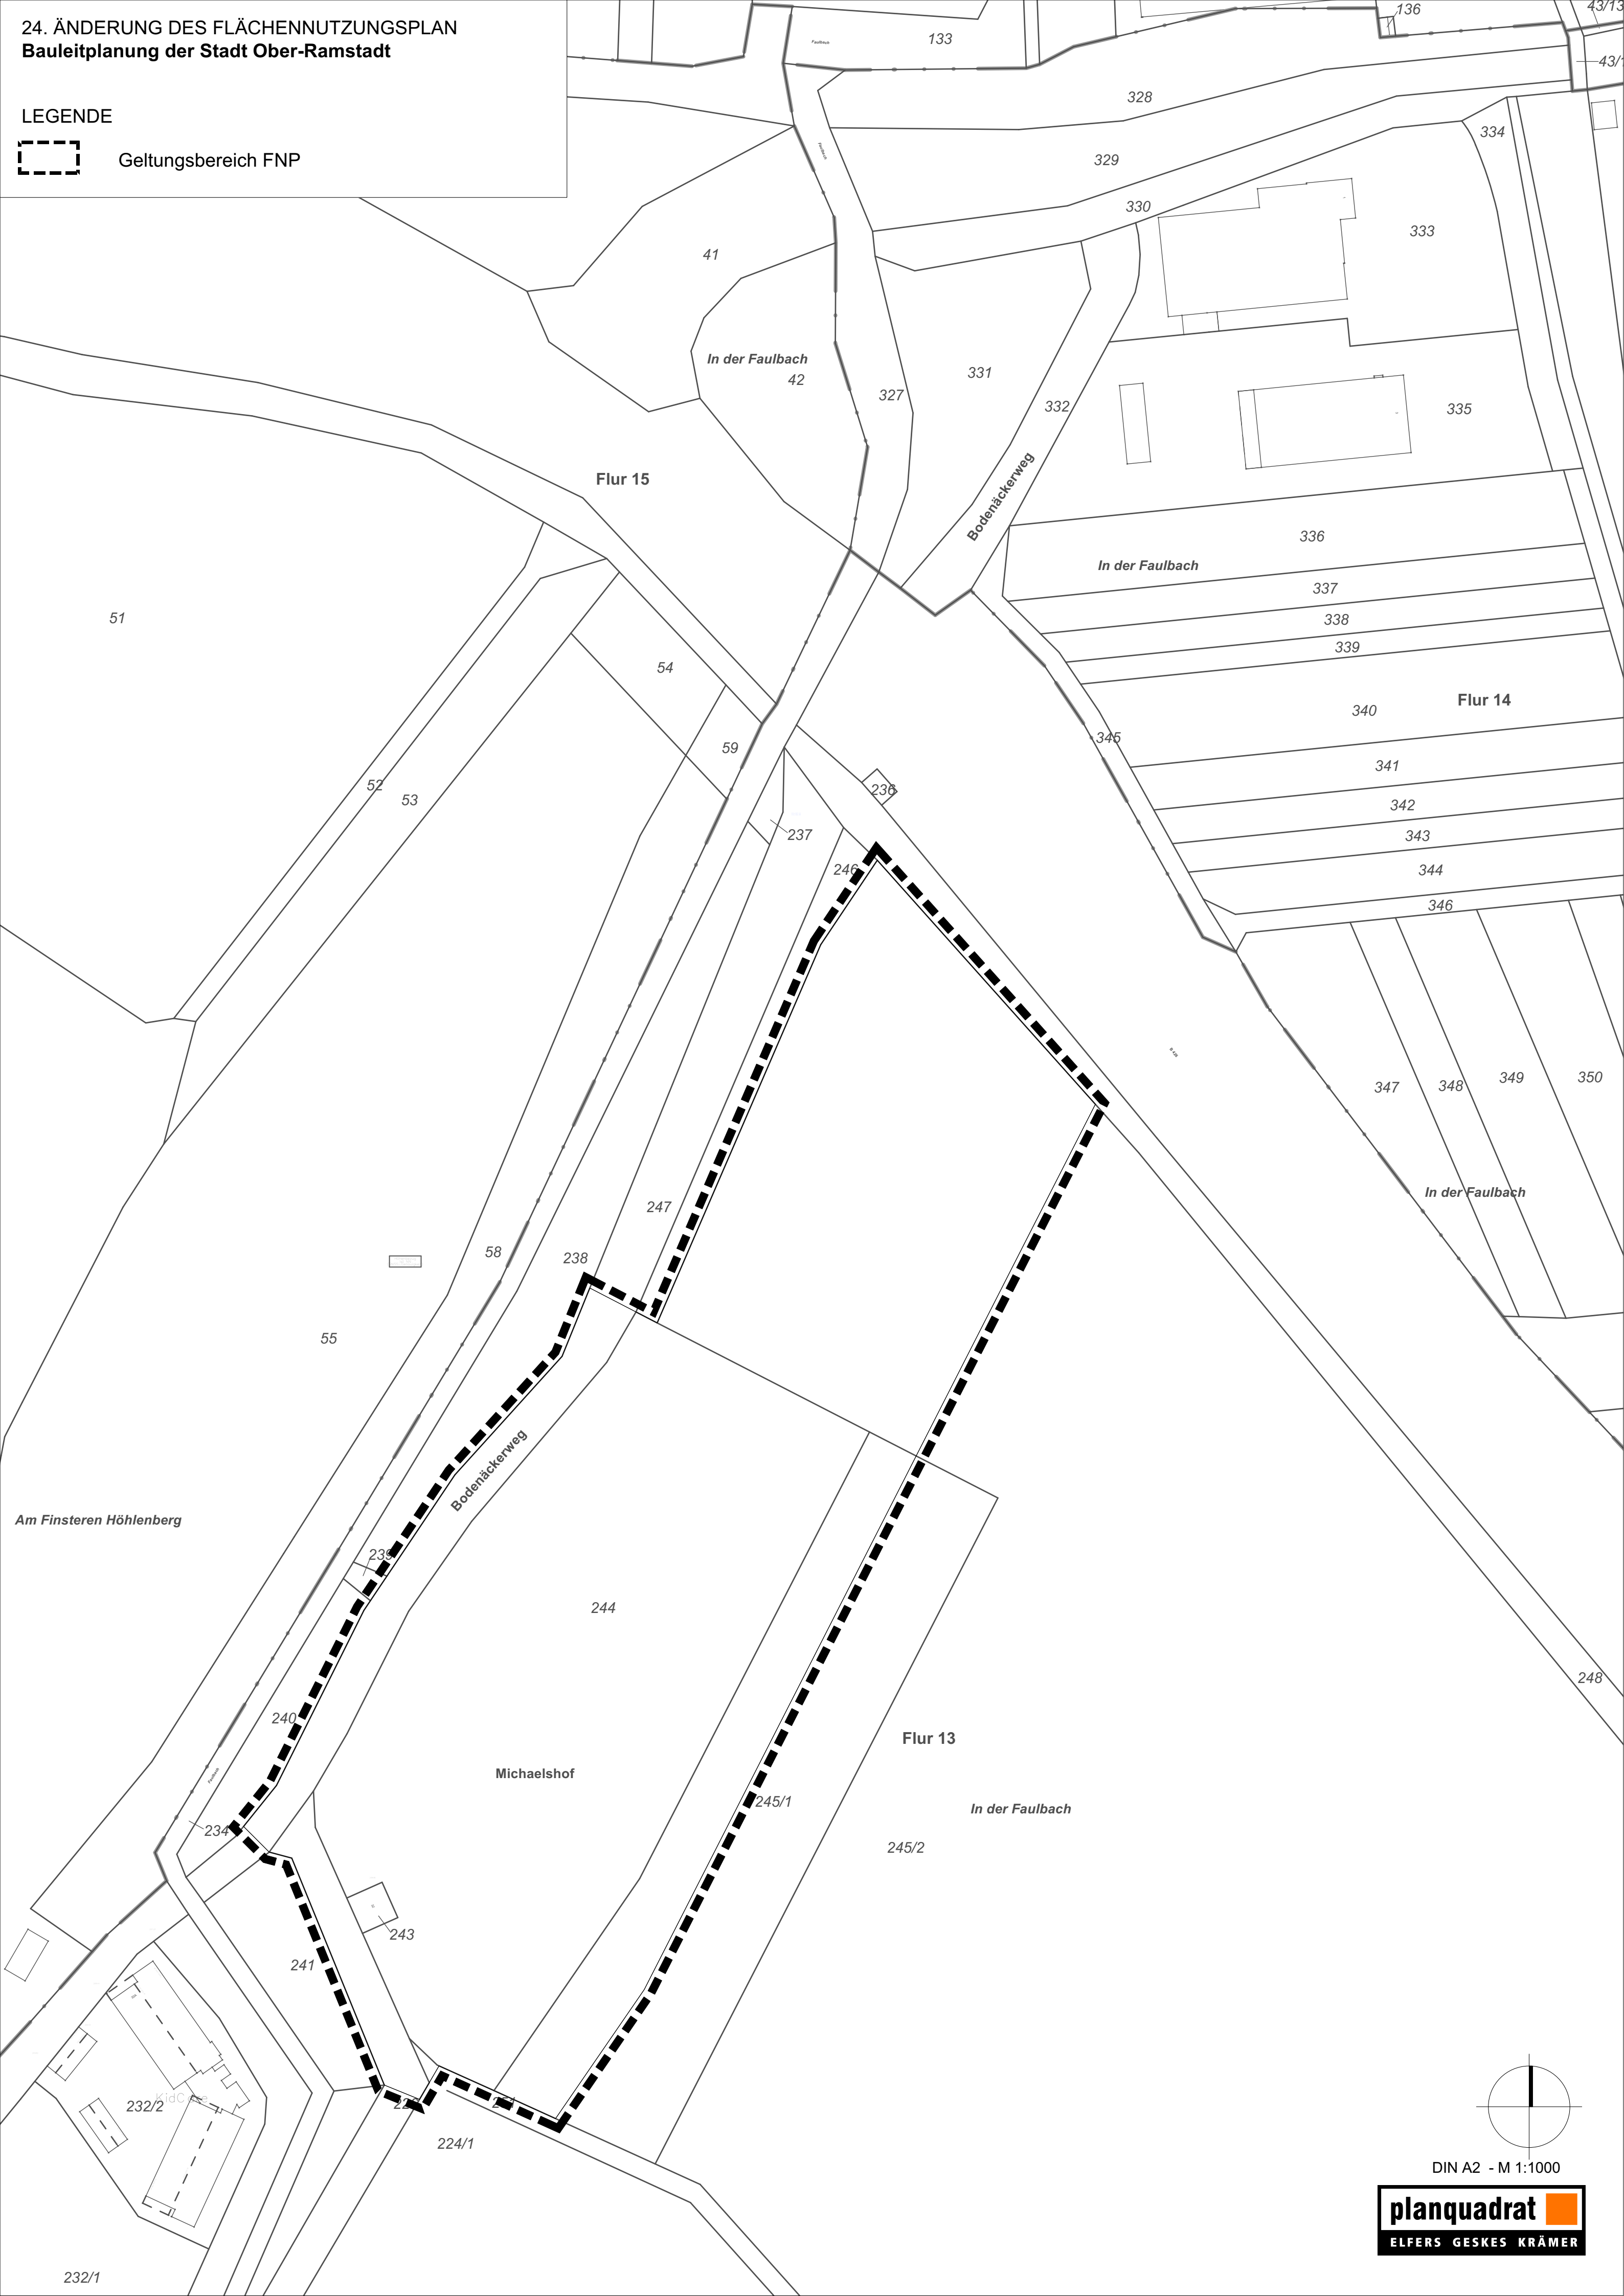 24. ÄNDERUNG DES FLÄCHENNUTZUNGSPLAN
Bauleitplanung der Stadt Ober-Ramstadt
LEGENDE
Geltungsbereich FNP
136
133
328
329
334
330
333
41
In der Faulbach
42
331
327
332
335
Flur 15
Bodenäckerweg
336
In der Faulbach
337
51
338
339
54
Flur 14
340
59
345
341
52
53
236
342
237
343
246
344
346
347
348
349
350
In der Faulbach
247
58
238
55
Bodenäckerweg
Am Finsteren Höhlenberg
239
244
248
240
Flur 13
Michaelshof
245/1
In der Faulbach
234
245/2
243
241
KidCare
232/2
224/1
232/1
DIN A2 - M 1:1000
planquadrat
ELFERS GESKES KRÄMER